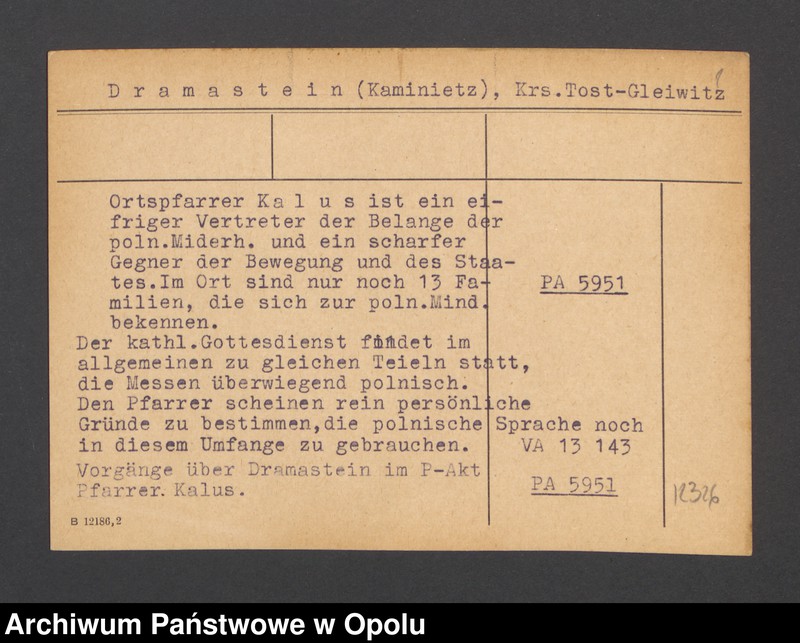 D r a m a s t e i n (Kaminietz), Krs.Tost-Gleiwitz
Ortspfarrer Ka l u s ist ein ei-
friger Vertreter der Belange der
poln.Miderh. und ein scharfer
Gegner der Bewegung und des Staa-
tes.Im Ort sind nur noch 13 Fa- PA 5951
milien, die sich zur poln.Mind.
bekennen.
Der kathl.Gottesdienst findet im
allgemeinen zu gleichen Teieln statt,
die Messen überwiegend polnisch.
Den Pfarrer scheinen rein persönliche
Gründe zu bestimmen,die polnische Sprache noch
in diesem Umfange zu gebrauchen. VA 13 143
Vorgänge über Dramastein im P-Akt
Pfarrer. Kalus. PA 5951
12326
B 12186,2
Archiwum Państwowe w Opolu